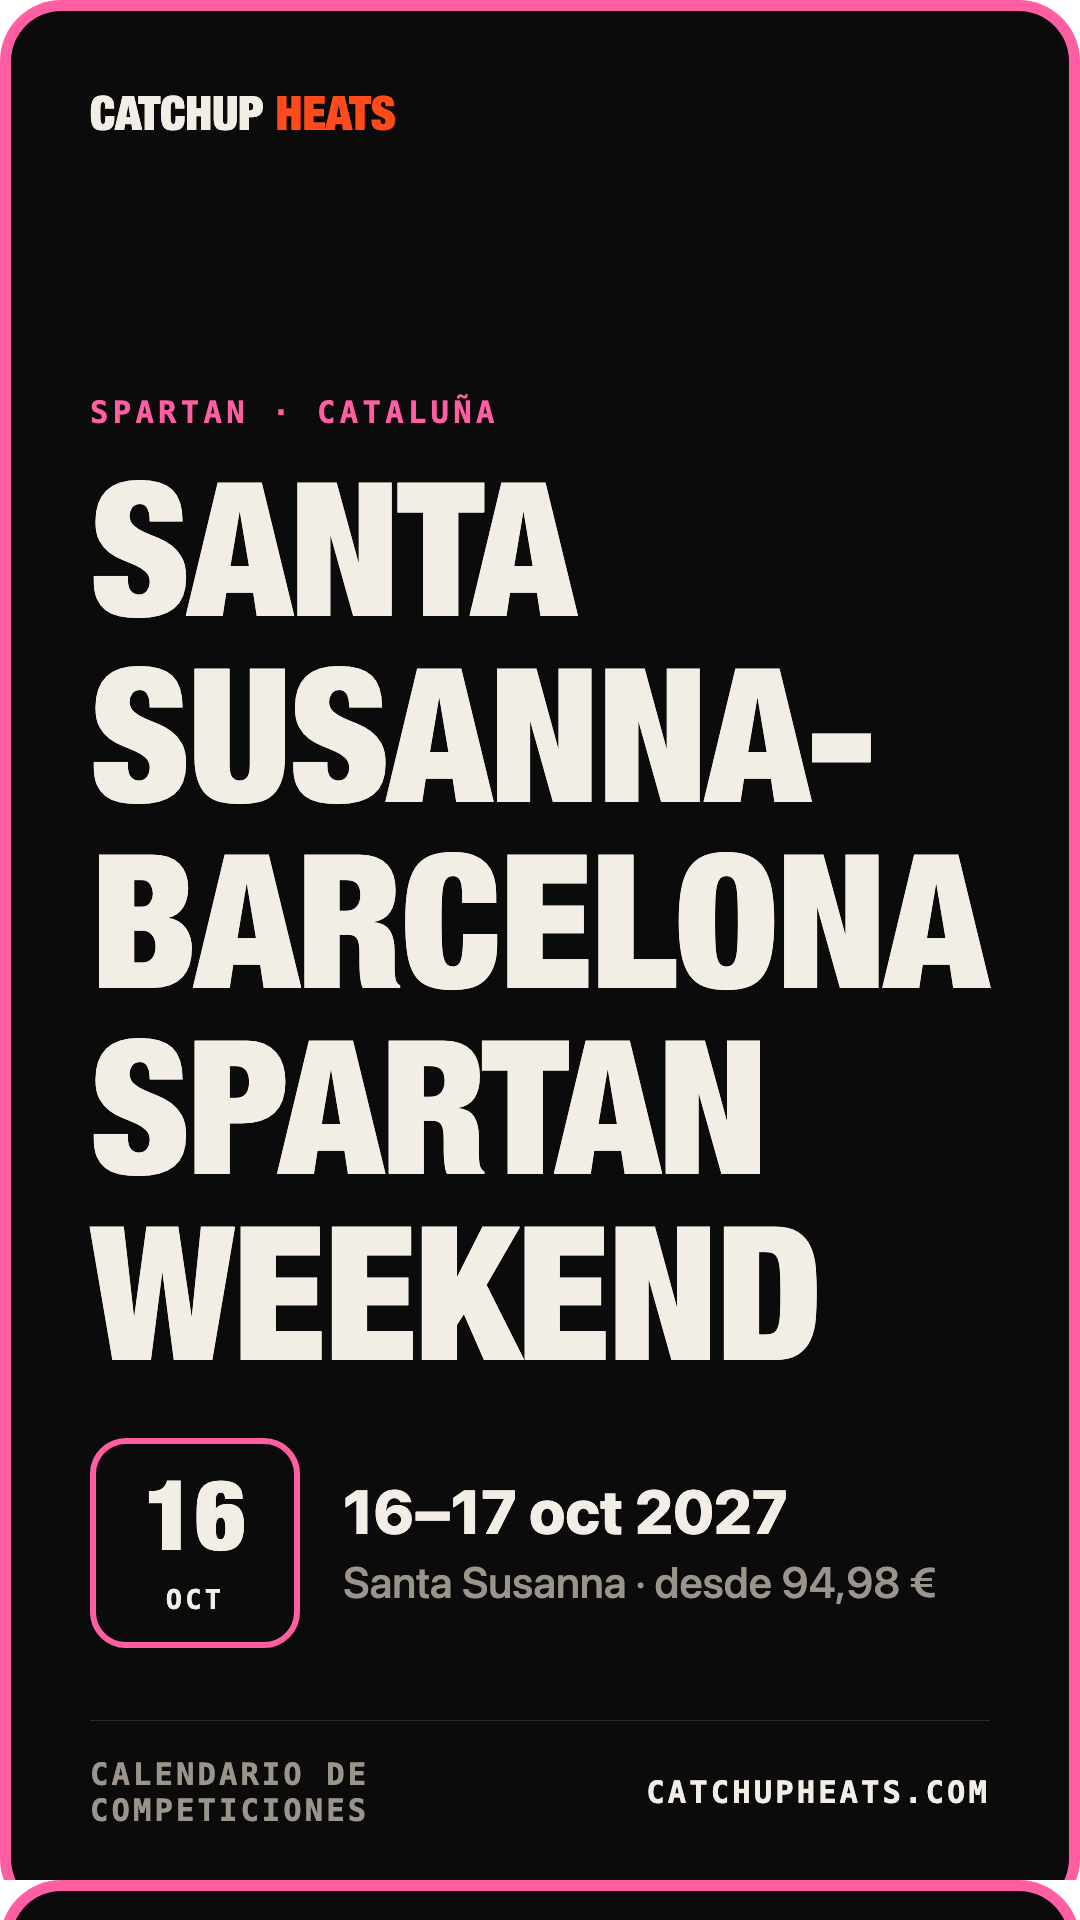 CATCHUP HEATS
SPARTAN · CATALUÑA
SANTA
SUSANNA-
BARCELONA
SPARTAN
WEEKEND
16
OCT
16–17 oct 2027
Santa Susanna · desde 94,98 €
CALENDARIO DE
COMPETICIONES
CATCHUPHEATS.COM